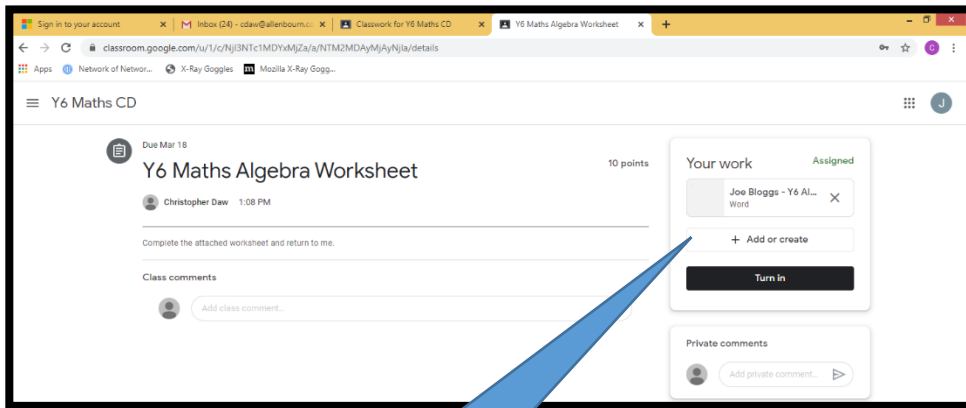 Sign in to your account
Inbox (24) - cdaw@allenbourn.co
Classwork for Y6 Maths CD
Y6 Maths Algebra Worksheet
classroom.google.com/u/1/c/NjI3NTc1MDYxMjZa/a/NTM2MDAyMjAyNjla/details
Apps
Network of Networ...
X-Ray Goggles
Mozilla X-Ray Gogg...
C
Y6 Maths CD
J
Due Mar 18
Y6 Maths Algebra Worksheet
10 points
Christopher Daw 1:08 PM
Complete the attached worksheet and return to me.
Class comments
Add class comment...
Your work
Assigned
Joe Bloggs - Y6 Al...
Word
+ Add or create
Turn in
Private comments
Add private comment...